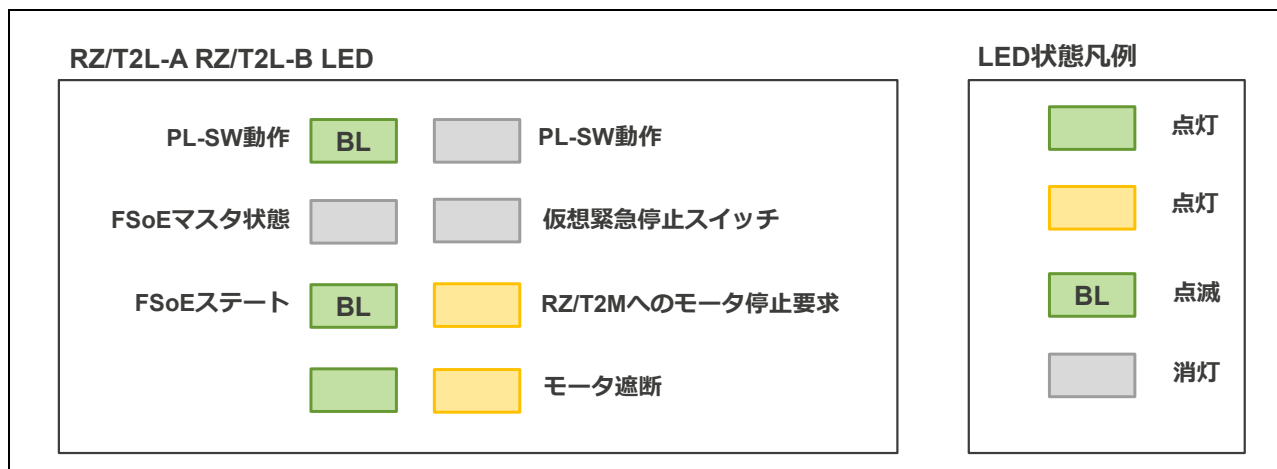 RZ/T2L-A RZ/T2L-B LED
PL-SW動作 BL PL-SW動作
FSoEマスタ状態 仮想緊急停止スイッチ
FSoEステート BL RZ/T2Mへのモータ停止要求
モータ遮断
LED状態凡例
点灯
点灯
BL 点滅
消灯